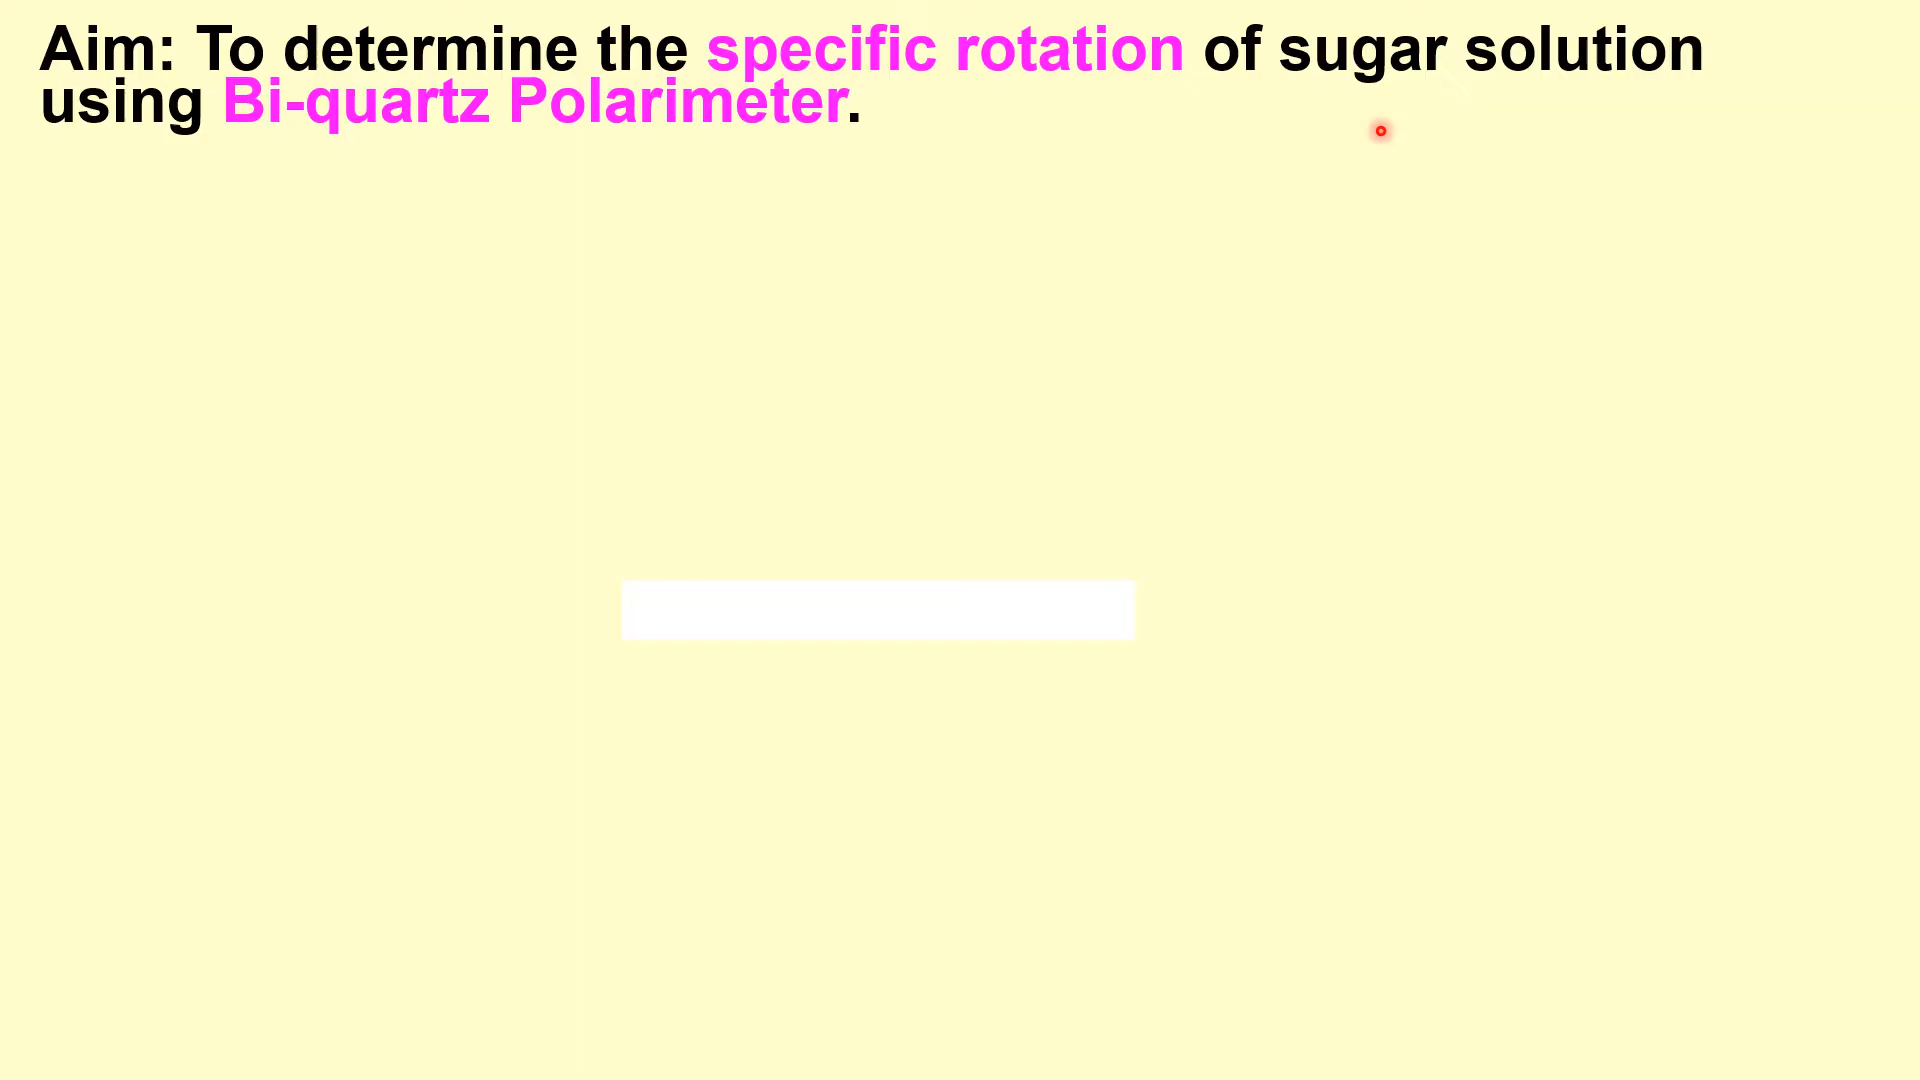 Aim: To determine the specific rotation of sugar solution
using Bi-quartz Polarimeter.